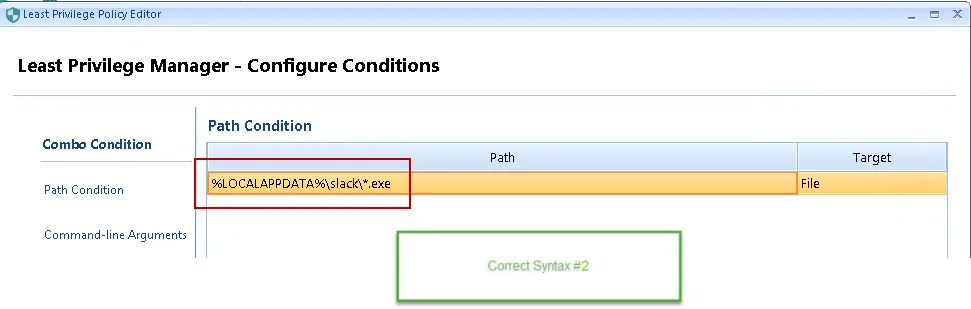 Least Privilege Policy Editor
Least Privilege Manager - Configure Conditions
Combo Condition
Path Condition
Command-line Arguments
Path Condition
Path Target
%LOCALAPPDATA%\slack\*.exe File
Correct Syntax #2